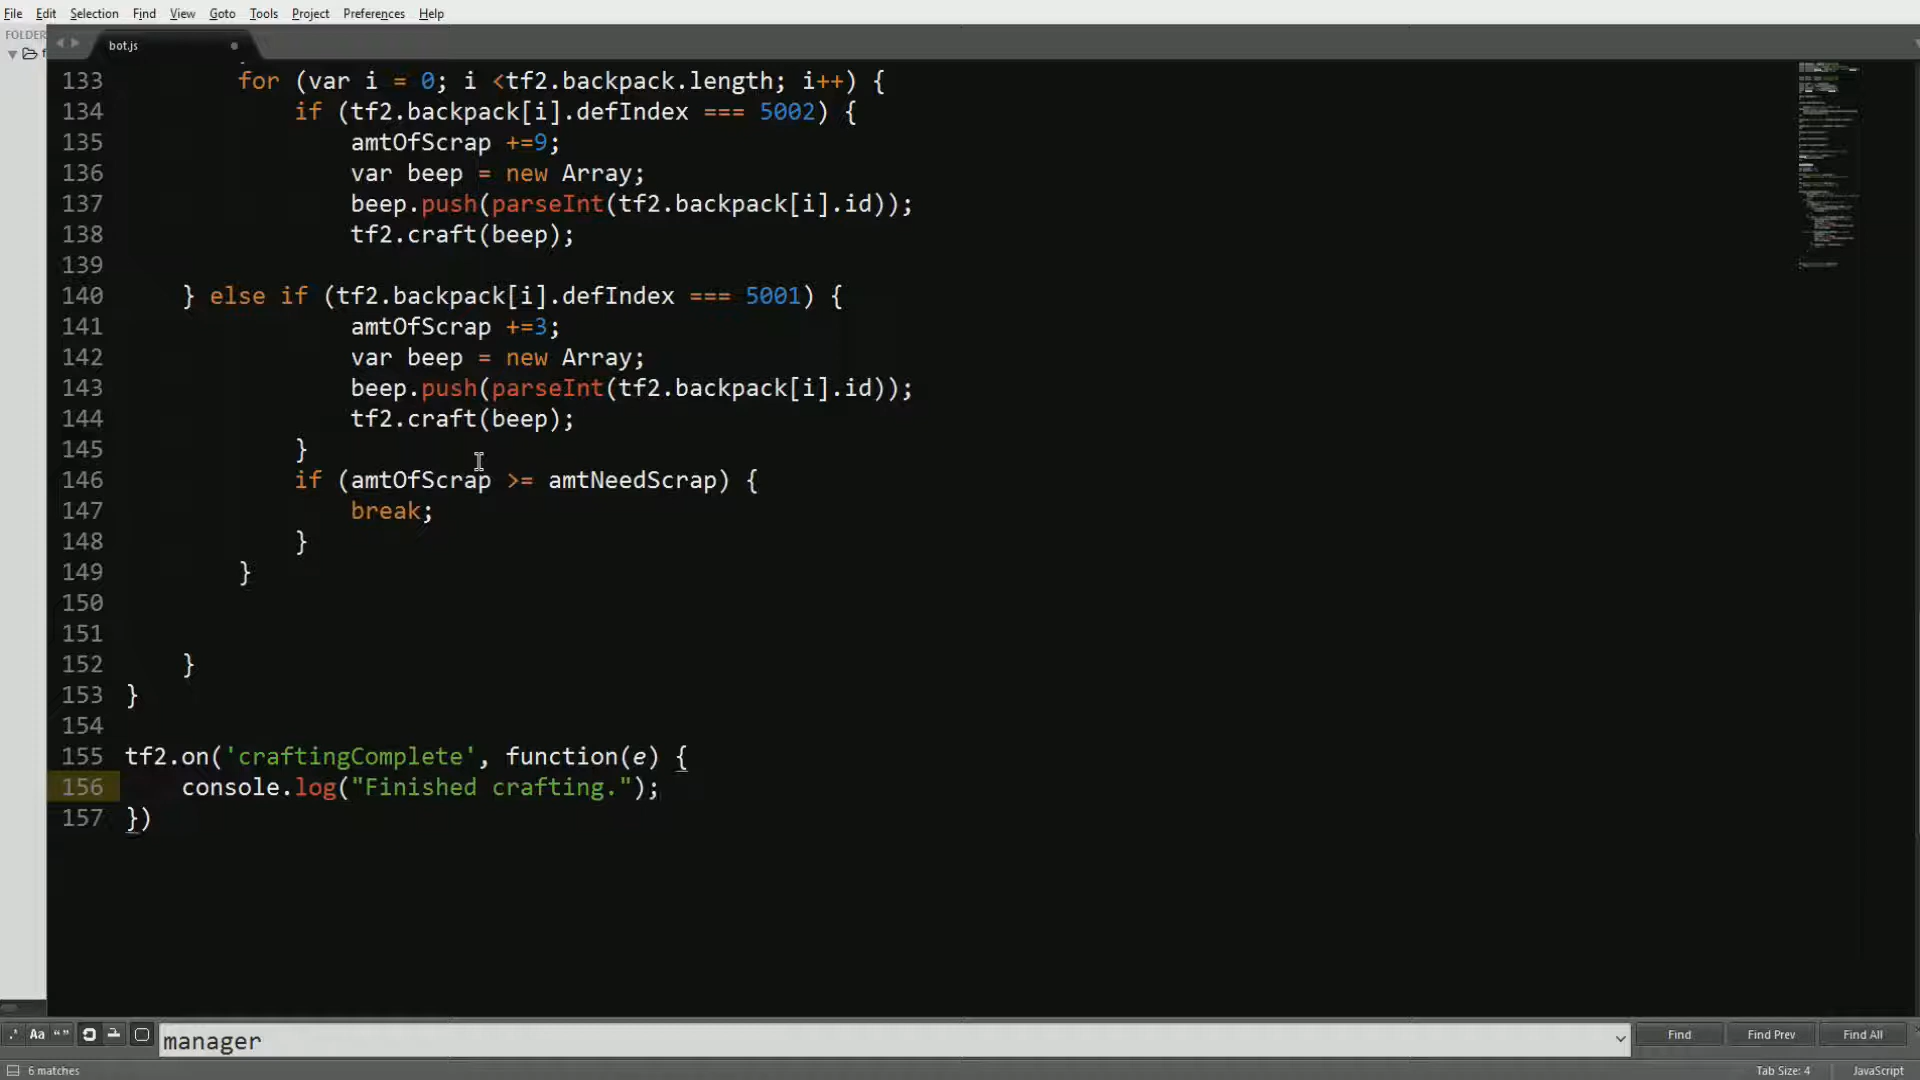 File Edit Selection Find View Goto Tools Project Preferences Help
FOLDER
bot.js
f
133 for (var i = 0; i <tf2.backpack.length; i++) {
134 if (tf2.backpack[i].defIndex === 5002) {
135 amtOfScrap +=9;
136 var beep = new Array;
137 beep.push(parseInt(tf2.backpack[i].id));
138 tf2.craft(beep);
139
140 } else if (tf2.backpack[i].defIndex === 5001) {
141 amtOfScrap +=3;
142 var beep = new Array;
143 beep.push(parseInt(tf2.backpack[i].id));
144 tf2.craft(beep);
145 }
146 if (amtOfScrap >= amtNeedScrap) {
147 break;
148 }
149 }
150
151
152 }
153 }
154
155 tf2.on('craftingComplete', function(e) {
156 console.log("Finished crafting.");
157 })
.* Aa “” manager Find Find Prev Find All
6 matches Tab Size: 4 JavaScript